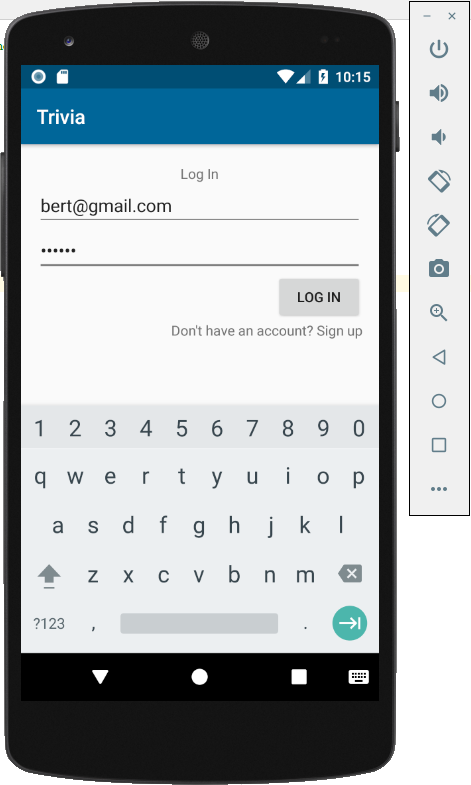 10:15
Trivia
Log In
bert@gmail.com
••••••
LOG IN
Don't have an account? Sign up
1 2 3 4 5 6 7 8 9 0
q w e r t y u i o p
a s d f g h j k l
z x c v b n m
?123 , .